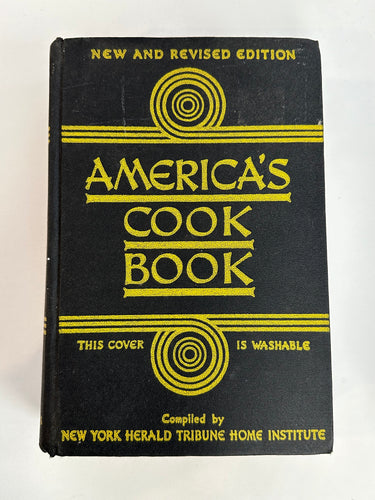 NEW AND REVISED EDITION
AMERICA'S
COOK
BOOK
THIS COVER IS WASHABLE
Compiled by
NEW YORK HERALD TRIBUNE HOME INSTITUTE